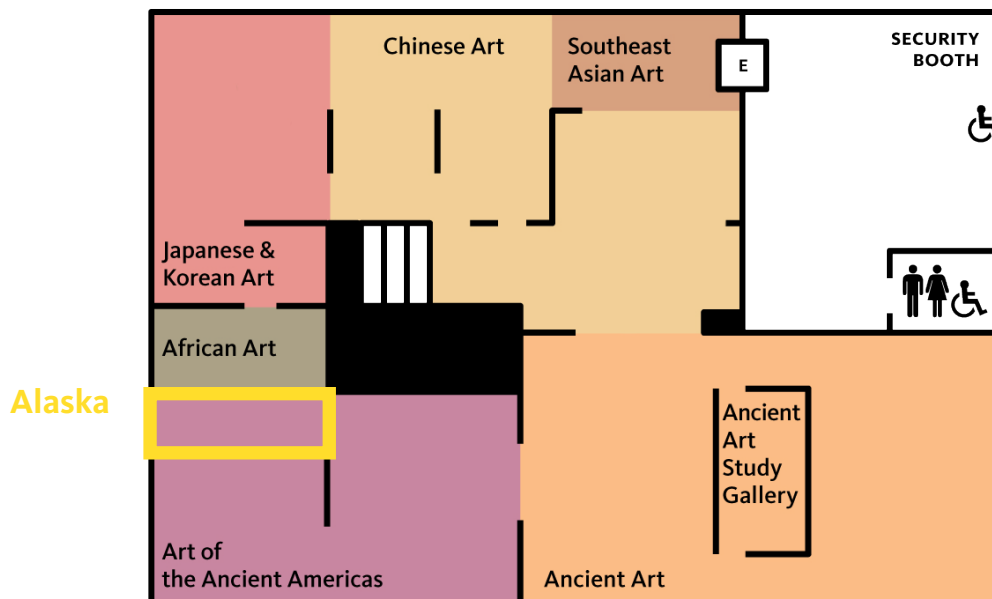 Chinese Art
Southeast
Asian Art
E
SECURITY
BOOTH
Japanese &
Korean Art
African Art
Alaska
Ancient
Art
Study
Gallery
Art of
the Ancient Americas
Ancient Art